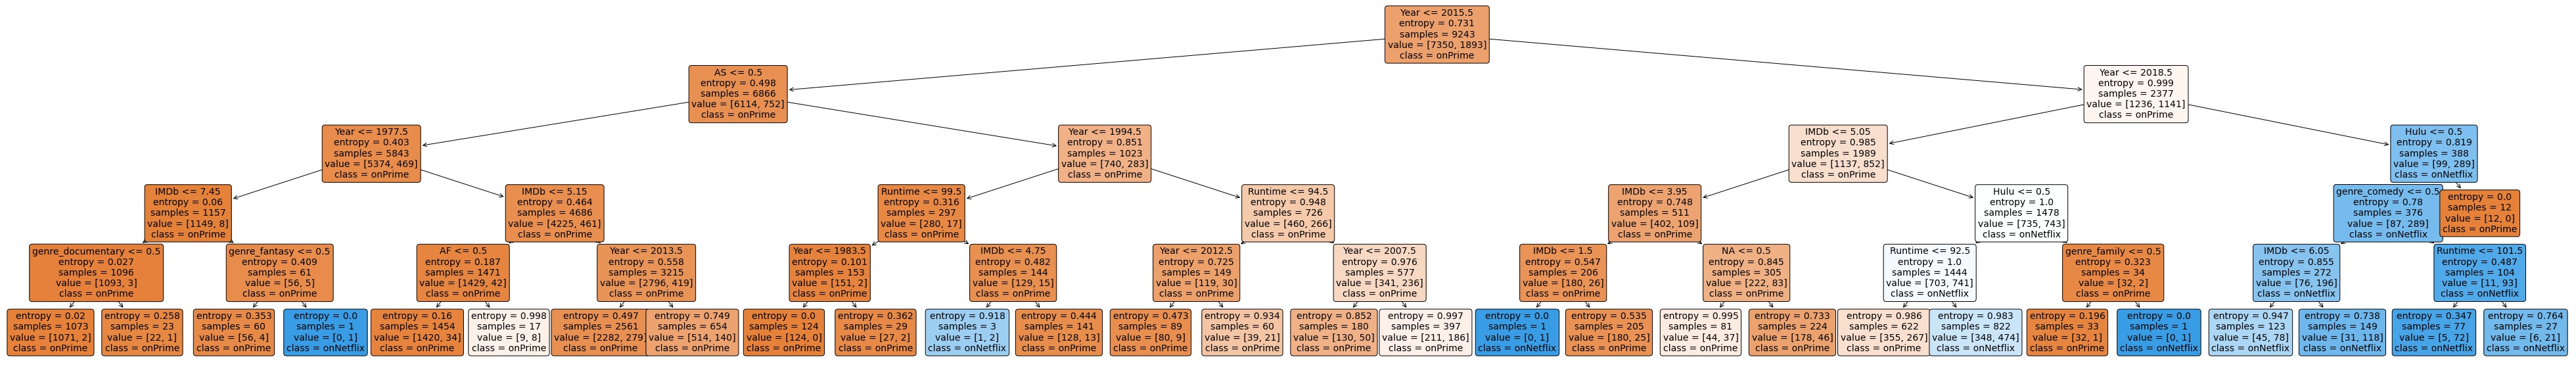 Year <= 2015.5
entropy = 0.731
samples = 9243
value = [7350, 1893]
class = onPrime
AS <= 0.5
entropy = 0.498
samples = 6866
value = [6114, 752]
class = onPrime
Year <= 2018.5
entropy = 0.999
samples = 2377
value = [1236, 1141]
class = onPrime
Year <= 1977.5
entropy = 0.403
samples = 5843
value = [5374, 469]
class = onPrime
Year <= 1994.5
entropy = 0.851
samples = 1023
value = [740, 283]
class = onPrime
IMDb <= 5.05
entropy = 0.985
samples = 1989
value = [1137, 852]
class = onPrime
Hulu <= 0.5
entropy = 0.819
samples = 388
value = [99, 289]
class = onNetflix
IMDb <= 7.45
entropy = 0.06
samples = 1157
value = [1149, 8]
class = onPrime
IMDb <= 5.15
entropy = 0.464
samples = 4686
value = [4225, 461]
class = onPrime
Runtime <= 99.5
entropy = 0.316
samples = 297
value = [280, 17]
class = onPrime
Runtime <= 94.5
entropy = 0.948
samples = 726
value = [460, 266]
class = onPrime
IMDb <= 3.95
entropy = 0.748
samples = 511
value = [402, 109]
class = onPrime
Hulu <= 0.5
entropy = 1.0
samples = 1478
value = [735, 743]
class = onNetflix
genre_comedy <= 0.5
entropy = 0.78
samples = 376
value = [87, 289]
class = onNetflix
entropy = 0.0
samples = 12
value = [12, 0]
class = onPrime
genre_documentary <= 0.5
entropy = 0.027
samples = 1096
value = [1093, 3]
class = onPrime
genre_fantasy <= 0.5
entropy = 0.409
samples = 61
value = [56, 5]
class = onPrime
AF <= 0.5
entropy = 0.187
samples = 1471
value = [1429, 42]
class = onPrime
Year <= 2013.5
entropy = 0.558
samples = 3215
value = [2796, 419]
class = onPrime
Year <= 1983.5
entropy = 0.101
samples = 153
value = [151, 2]
class = onPrime
IMDb <= 4.75
entropy = 0.482
samples = 144
value = [129, 15]
class = onPrime
Year <= 2012.5
entropy = 0.725
samples = 149
value = [119, 30]
class = onPrime
Year <= 2007.5
entropy = 0.976
samples = 577
value = [341, 236]
class = onPrime
IMDb <= 1.5
entropy = 0.547
samples = 206
value = [180, 26]
class = onPrime
NA <= 0.5
entropy = 0.845
samples = 305
value = [222, 83]
class = onPrime
Runtime <= 92.5
entropy = 1.0
samples = 1444
value = [703, 741]
class = onNetflix
genre_family <= 0.5
entropy = 0.323
samples = 34
value = [32, 2]
class = onPrime
IMDb <= 6.05
entropy = 0.855
samples = 272
value = [76, 196]
class = onNetflix
Runtime <= 101.5
entropy = 0.487
samples = 104
value = [11, 93]
class = onNetflix
entropy = 0.02
samples = 1073
value = [1071, 2]
class = onPrime
entropy = 0.258
samples = 23
value = [22, 1]
class = onPrime
entropy = 0.353
samples = 60
value = [56, 4]
class = onPrime
entropy = 0.0
samples = 1
value = [0, 1]
class = onNetflix
entropy = 0.16
samples = 1454
value = [1420, 34]
class = onPrime
entropy = 0.998
samples = 17
value = [9, 8]
class = onPrime
entropy = 0.497
samples = 2561
value = [2282, 279]
class = onPrime
entropy = 0.749
samples = 654
value = [514, 140]
class = onPrime
entropy = 0.0
samples = 124
value = [124, 0]
class = onPrime
entropy = 0.362
samples = 29
value = [27, 2]
class = onPrime
entropy = 0.918
samples = 3
value = [1, 2]
class = onNetflix
entropy = 0.444
samples = 141
value = [128, 13]
class = onPrime
entropy = 0.473
samples = 89
value = [80, 9]
class = onPrime
entropy = 0.934
samples = 60
value = [39, 21]
class = onPrime
entropy = 0.852
samples = 180
value = [130, 50]
class = onPrime
entropy = 0.997
samples = 397
value = [211, 186]
class = onPrime
entropy = 0.0
samples = 1
value = [0, 1]
class = onNetflix
entropy = 0.535
samples = 205
value = [180, 25]
class = onPrime
entropy = 0.995
samples = 81
value = [44, 37]
class = onPrime
entropy = 0.733
samples = 224
value = [178, 46]
class = onPrime
entropy = 0.986
samples = 622
value = [355, 267]
class = onPrime
entropy = 0.983
samples = 822
value = [348, 474]
class = onNetflix
entropy = 0.196
samples = 33
value = [32, 1]
class = onPrime
entropy = 0.0
samples = 1
value = [0, 1]
class = onNetflix
entropy = 0.947
samples = 123
value = [45, 78]
class = onNetflix
entropy = 0.738
samples = 149
value = [31, 118]
class = onNetflix
entropy = 0.347
samples = 77
value = [5, 72]
class = onNetflix
entropy = 0.764
samples = 27
value = [6, 21]
class = onNetflix